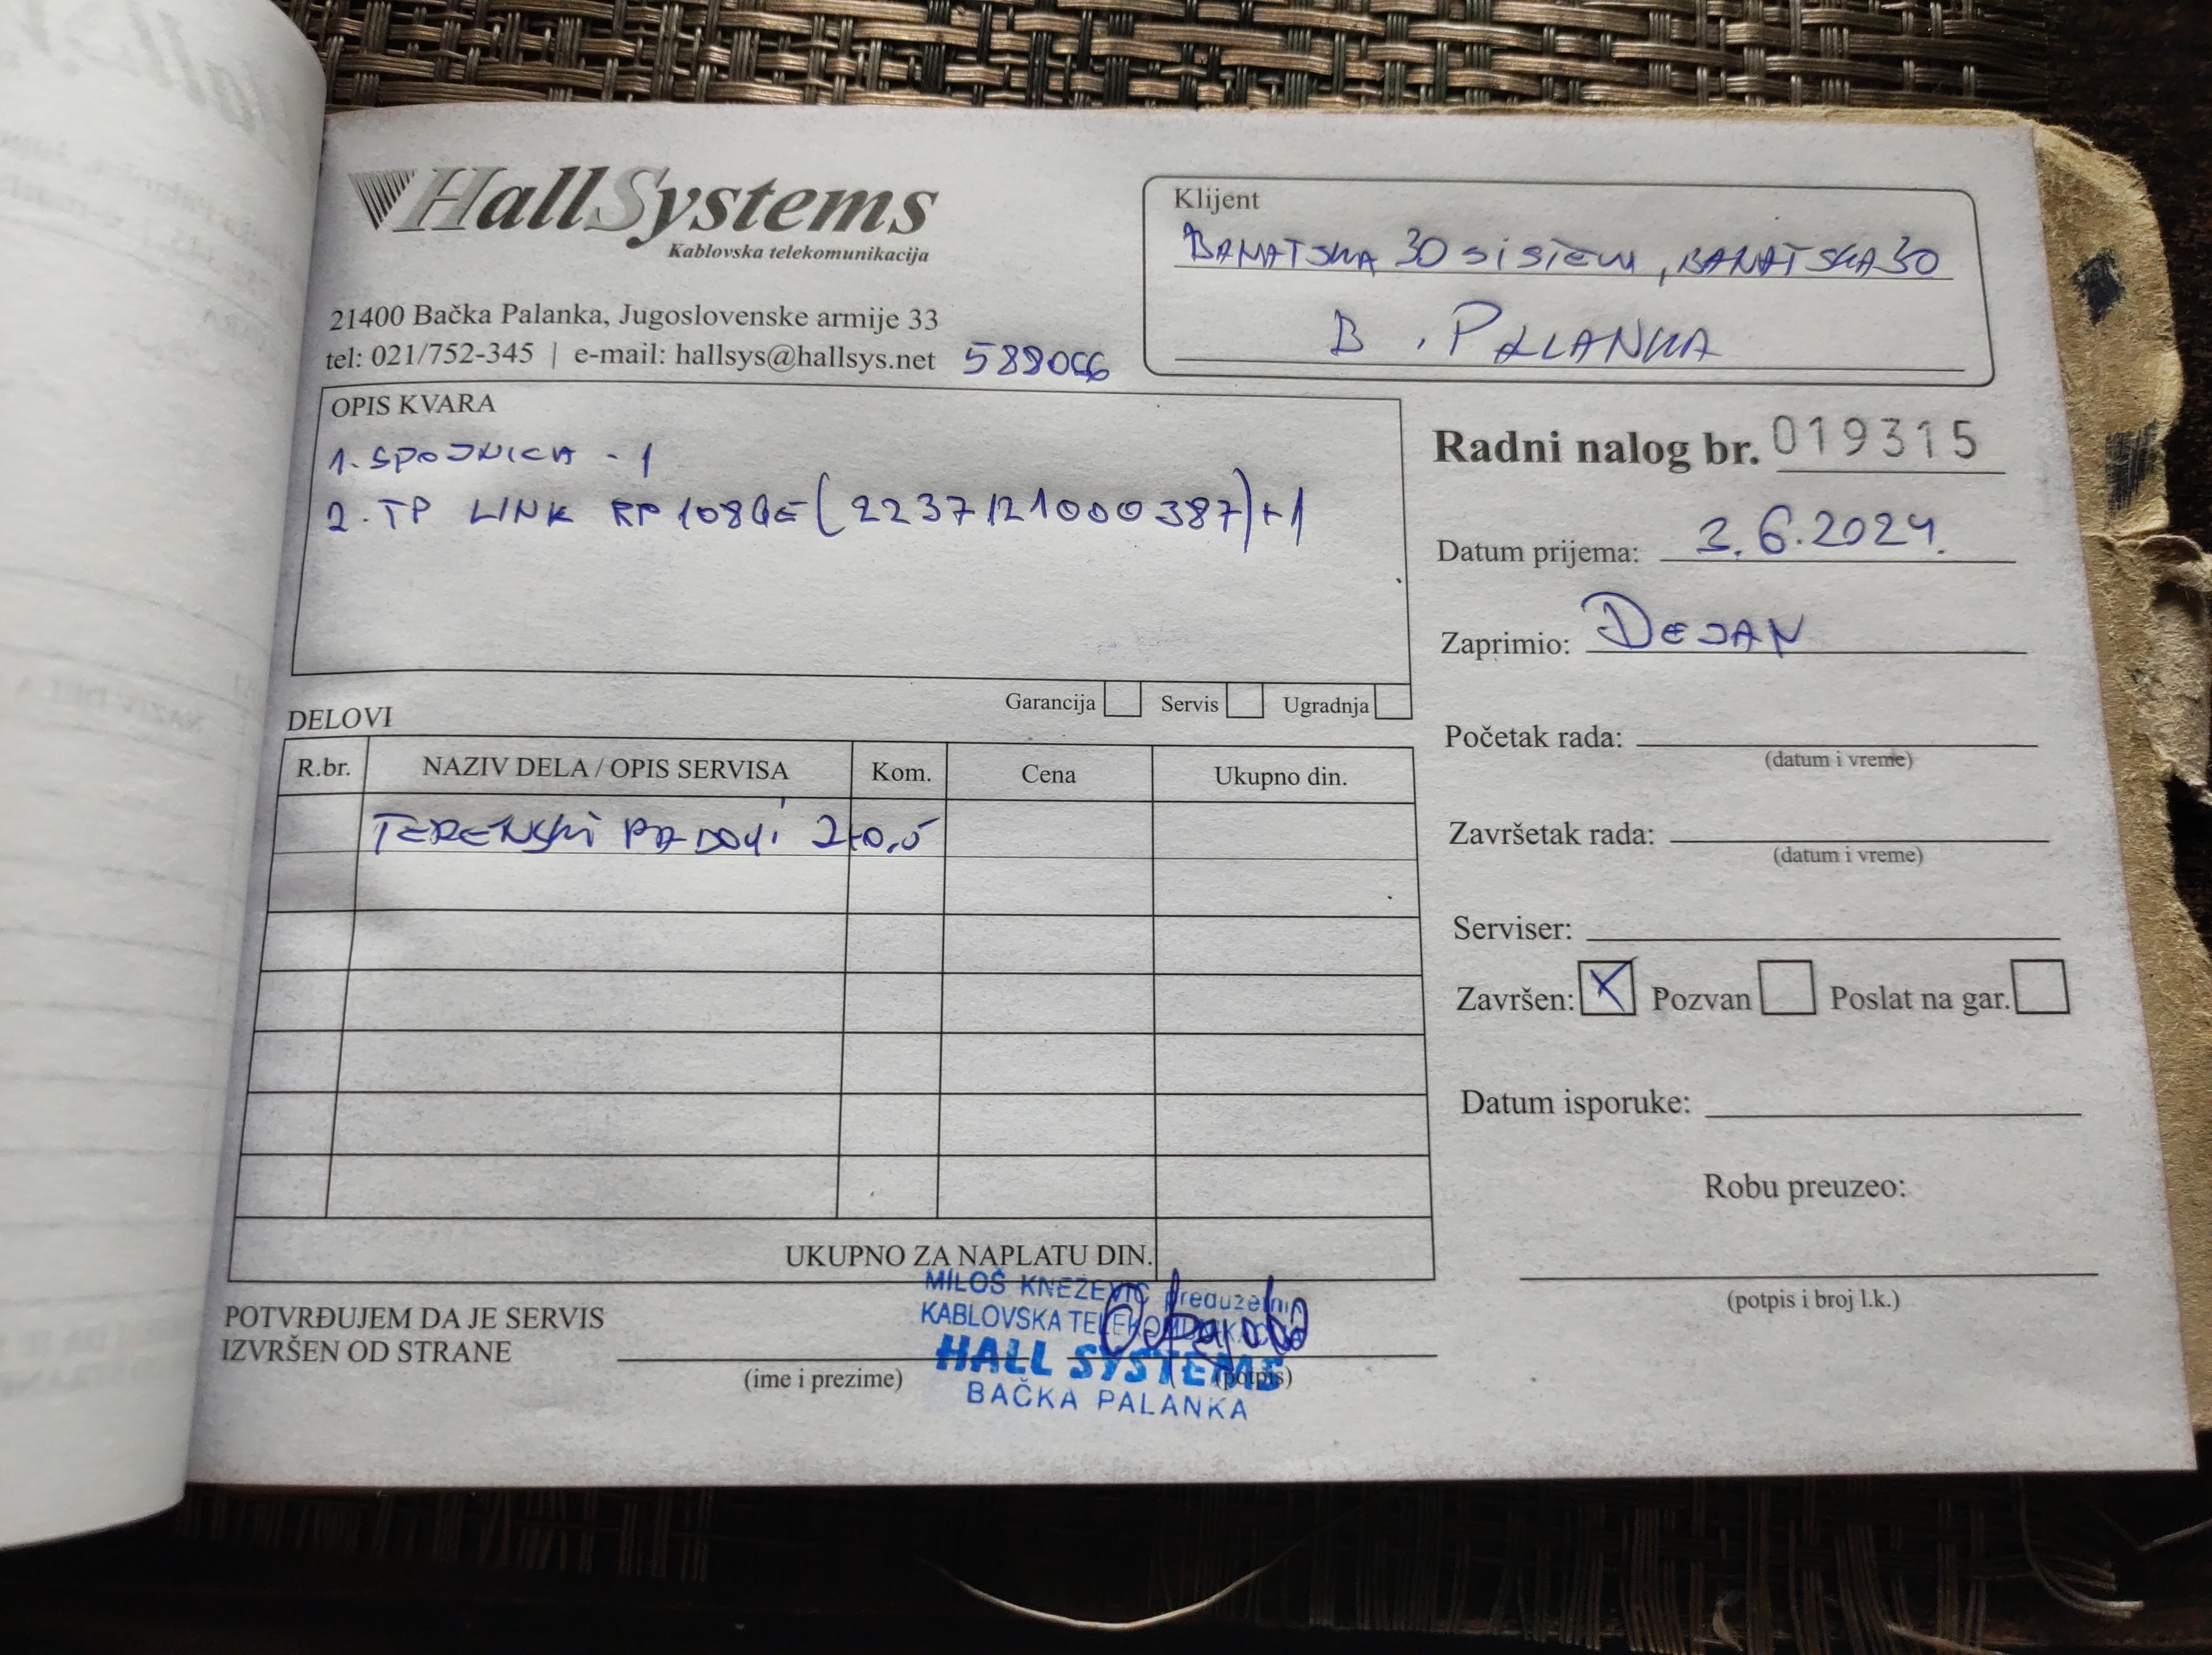 HallSystems
Kablovska telekomunikacija
21400 Bačka Palanka, Jugoslovenske armije 33
tel: 021/752-345 | e-mail: hallsys@hallsys.net
Klijent
BANATSKA 30 sistem, BANATSKA 30
B. PALANKA
OPIS KVARA
1. SPOJNICA - 1
2. TP LINK RP108GE (2237121000387) + 1
Garancija Servis Ugradnja
Radni nalog br. 019315
Datum prijema: 3.6.2024.
Zaprimio: DEJAN
Početak rada:
(datum i vreme)
Završetak rada:
(datum i vreme)
Serviser:
Završen: X Pozvan Poslat na gar.
Datum isporuke:
Robu preuzeo:
(potpis i broj l.k.)
DELOVI
R.br. NAZIV DELA / OPIS SERVISA Kom. Cena Ukupno din.
TERENSKI RADOVI 2+0,5
UKUPNO ZA NAPLATU DIN.
POTVRĐUJEM DA JE SERVIS
IZVRŠEN OD STRANE
(ime i prezime)
(potpis)
MILOŠ KNEŽEVIĆ preduzetnik
KABLOVSKA TELEKOMUNIKACIJA
HALL SYSTEMS
BAČKA PALANKA